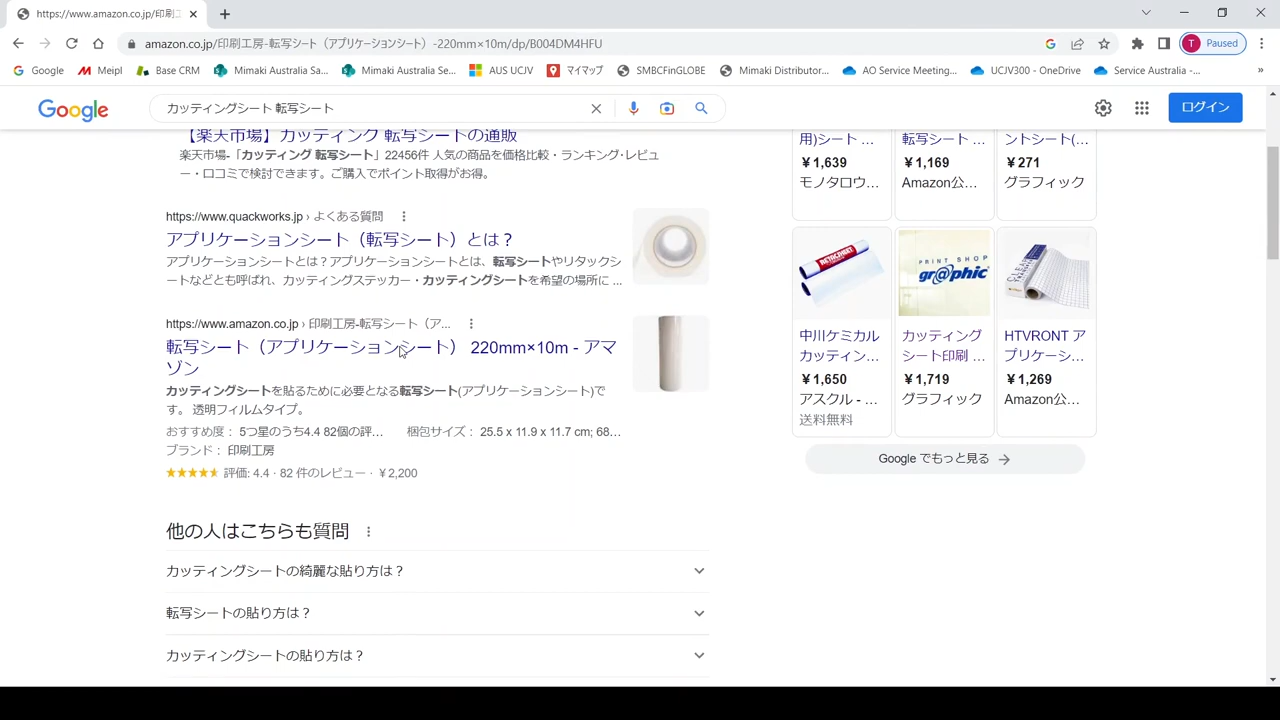 https://www.amazon.co.jp/印刷工
amazon.co.jp/印刷工房-転写シート（アプリケーションシート）-220mm×10m/dp/B004DM4HFU
T Paused
Google Meipl Base CRM Mimaki Australia Sa... Mimaki Australia Se... AUS UCJV マイマップ SMBCFinGLOBE Mimaki Distributor... AO Service Meeting... UCJV300 - OneDrive Service Australia -... »
Google
カッティングシート 転写シート
ログイン
【楽天市場】カッティング 転写シートの通販
楽天市場-「カッティング 転写シート」22456件 人気の商品を価格比較・ランキング･レビュ
ー・口コミで検討できます。ご購入でポイント取得がお得。
https://www.quackworks.jp › よくある質問
アプリケーションシート（転写シート）とは？
アプリケーションシートとは？アプリケーションシートとは、転写シートやリタックシ
ートなどとも呼ばれ、カッティングステッカー・カッティングシートを希望の場所に ...
https://www.amazon.co.jp › 印刷工房-転写シート（ア...
転写シート（アプリケーションシート） 220mm×10m - アマ
ゾン
カッティングシートを貼るために必要となる転写シート(アプリケーションシート)で
す。 透明フィルムタイプ。
おすすめ度： 5つ星のうち4.4 82個の評... 梱包サイズ： 25.5 x 11.9 x 11.7 cm; 68...
ブランド： 印刷工房
評価: 4.4 · 82 件のレビュー · ￥2,200
他の人はこちらも質問
カッティングシートの綺麗な貼り方は？
転写シートの貼り方は？
カッティングシートの貼り方は？
用)シート ...
￥1,639
モノタロウ...
転写シート ...
￥1,169
Amazon公...
ントシート(...
￥271
グラフィック
PRINT SHOP
gr@phic
中川ケミカル
カッティン...
￥1,650
アスクル - ...
送料無料
カッティング
シート印刷 ...
￥1,719
グラフィック
HTVRONT ア
プリケーシ...
￥1,269
Amazon公...
Google でもっと見る